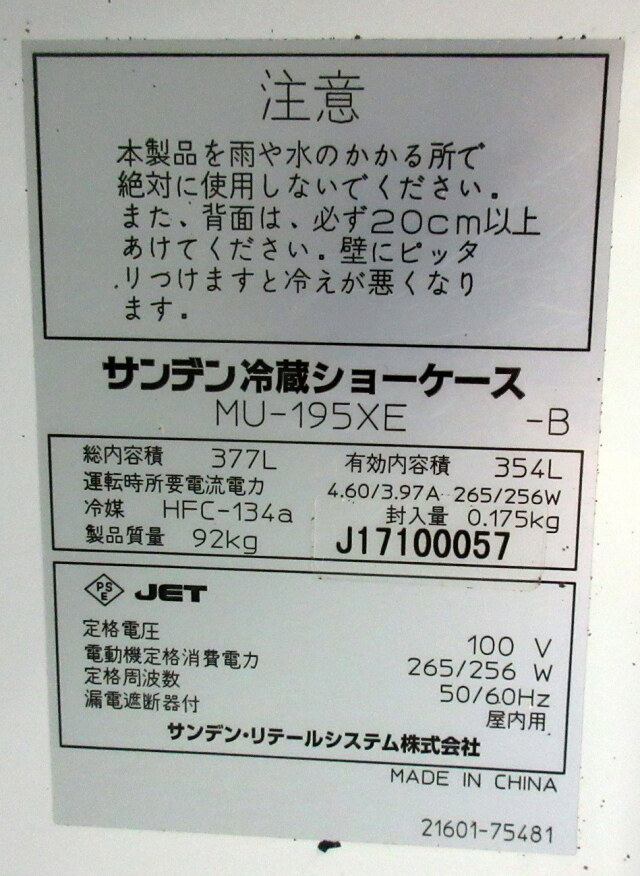 注意
本製品を雨や水のかかる所で
絶対に使用しないでください。
また、背面は、必ず20cm以上
あけてください。壁にピッタ
リつけますと冷えが悪くなり
ます。
サンデン冷蔵ショーケース
MU-195XE -B
総内容積 377L 有効内容積 354L
運転時所要電流電力 4.60/3.97A 265/256W
冷媒 HFC-134a 封入量 0.175kg
製品質量 92kg J17100057
PSE JET
定格電圧 100 V
電動機定格消費電力 265/256 W
定格周波数 50/60Hz
漏電遮断器付 屋内用
サンデン・リテールシステム株式会社
MADE IN CHINA
21601-75481